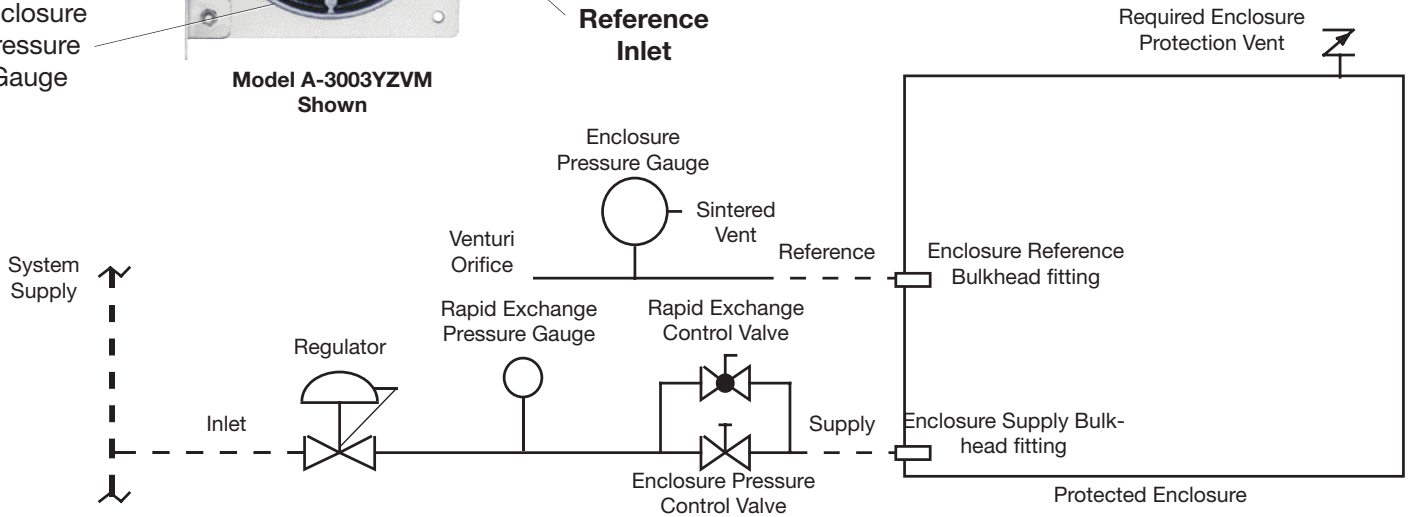 Reference
Inlet
Model A-3003YZVM
Shown
Required Enclosure
Protection Vent
Enclosure
Pressure Gauge
Sintered
Vent
Venturi
Orifice
Reference
Enclosure Reference
Bulkhead fitting
System
Supply
Rapid Exchange
Pressure Gauge
Rapid Exchange
Control Valve
Regulator
Inlet
Supply
Enclosure Supply Bulk-
head fitting
Enclosure Pressure
Control Valve
Protected Enclosure